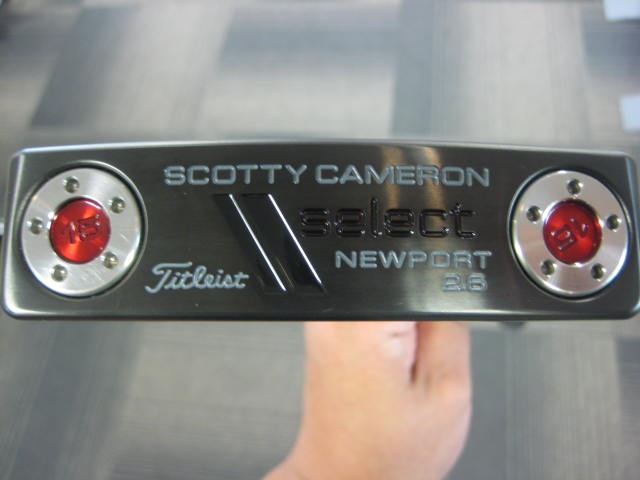 SCOTTY CAMERON
select
NEWPORT
2.6
Titleist